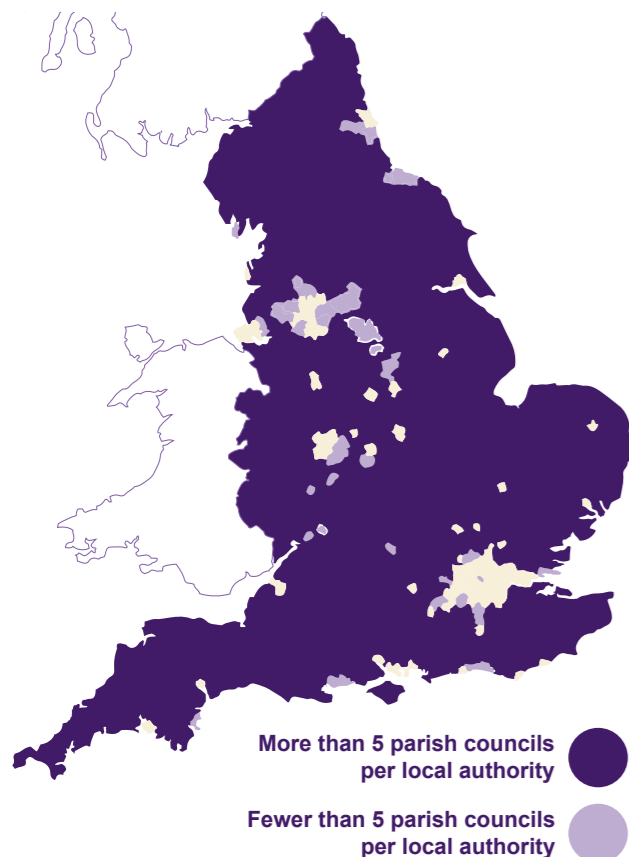 More than 5 parish councils
per local authority
Fewer than 5 parish councils
per local authority